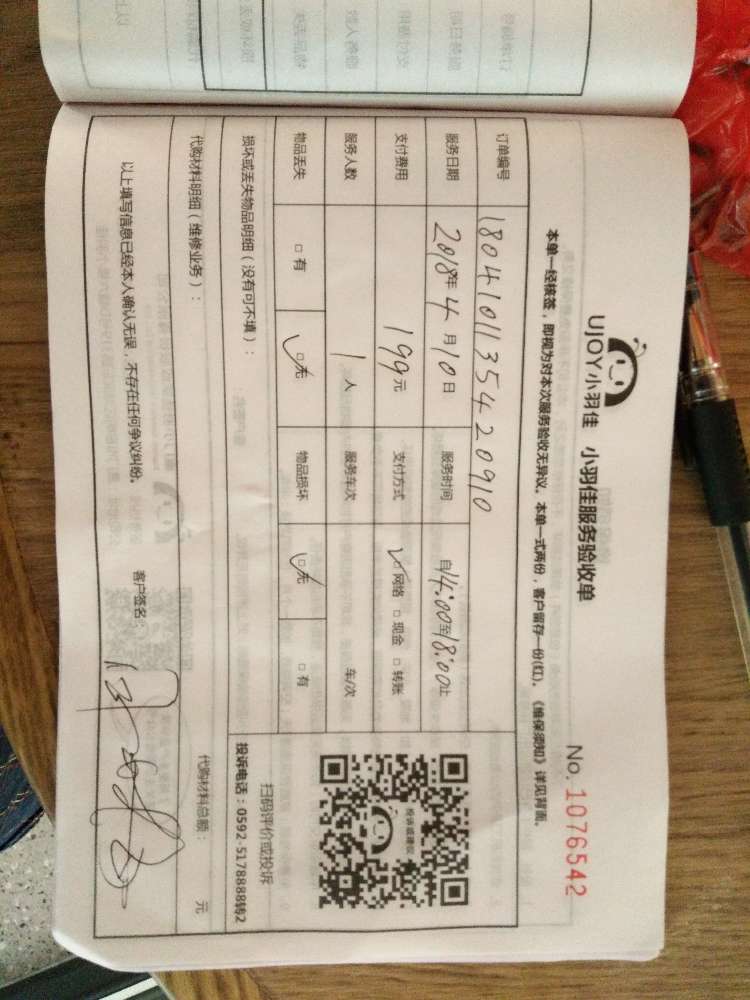 UJOY小羽佳 小羽佳服务验收单
No. 1076542
本单一经核签，即视为对本次服务验收无异议。本单一式两份，客户留存一份(红)。《维保须知》详见背面。
订单编号 1804101135420910
服务日期 2018年4月10日 服务时间 自14:00至18:00止
支付费用 199元 支付方式 ☑网络 □现金 □转账
服务人数 1人 服务车次 车/次
物品丢失 □有 ☑无 物品损坏 ☑无 □有
投诉或建议
扫码评价或投诉
投诉电话：0592-5178888转2
损坏或丢失物品明细（没有可不填）：
代购材料明细（维修业务）： 代购材料总额： 元
以上填写信息已经本人确认无误，不存在任何争议纠纷。 客户签名：